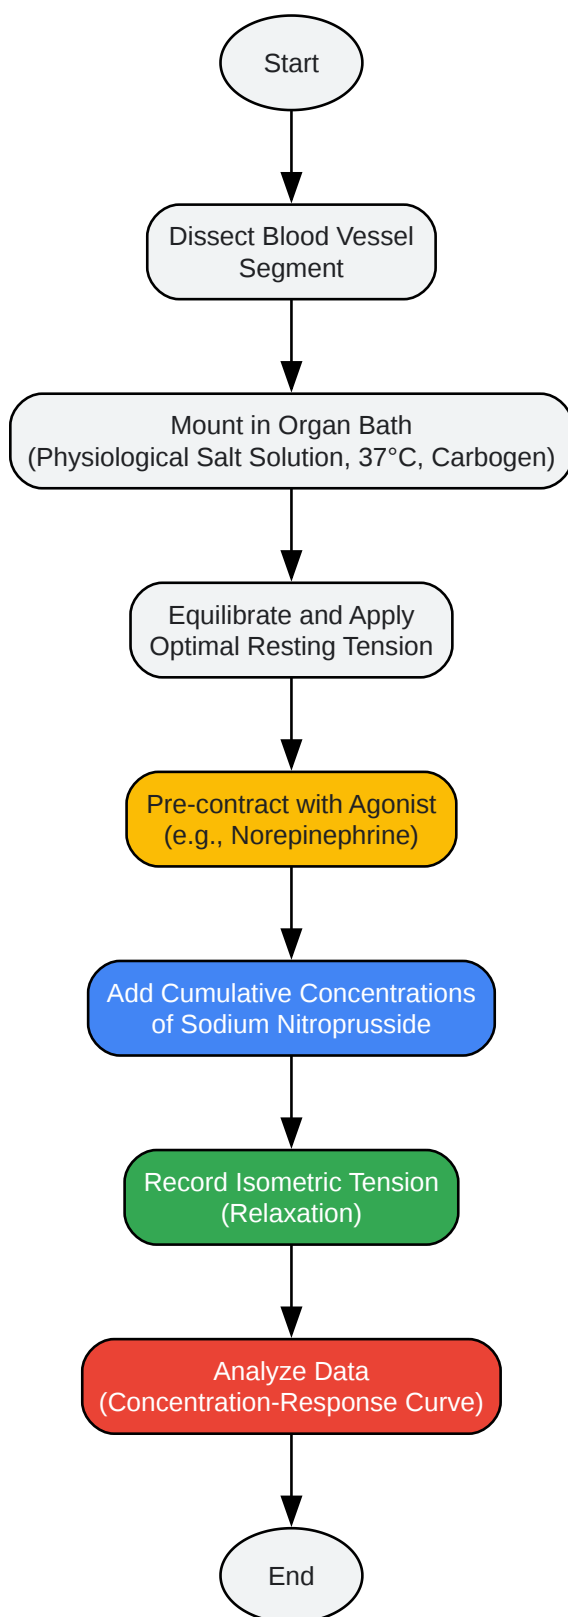 Start
Dissect Blood Vessel
Segment
Mount in Organ Bath
(Physiological Salt Solution, 37°C, Carbogen)
Equilibrate and Apply
Optimal Resting Tension
Pre-contract with Agonist
(e.g., Norepinephrine)
Add Cumulative Concentrations
of Sodium Nitroprusside
Record Isometric Tension
(Relaxation)
Analyze Data
(Concentration-Response Curve)
End